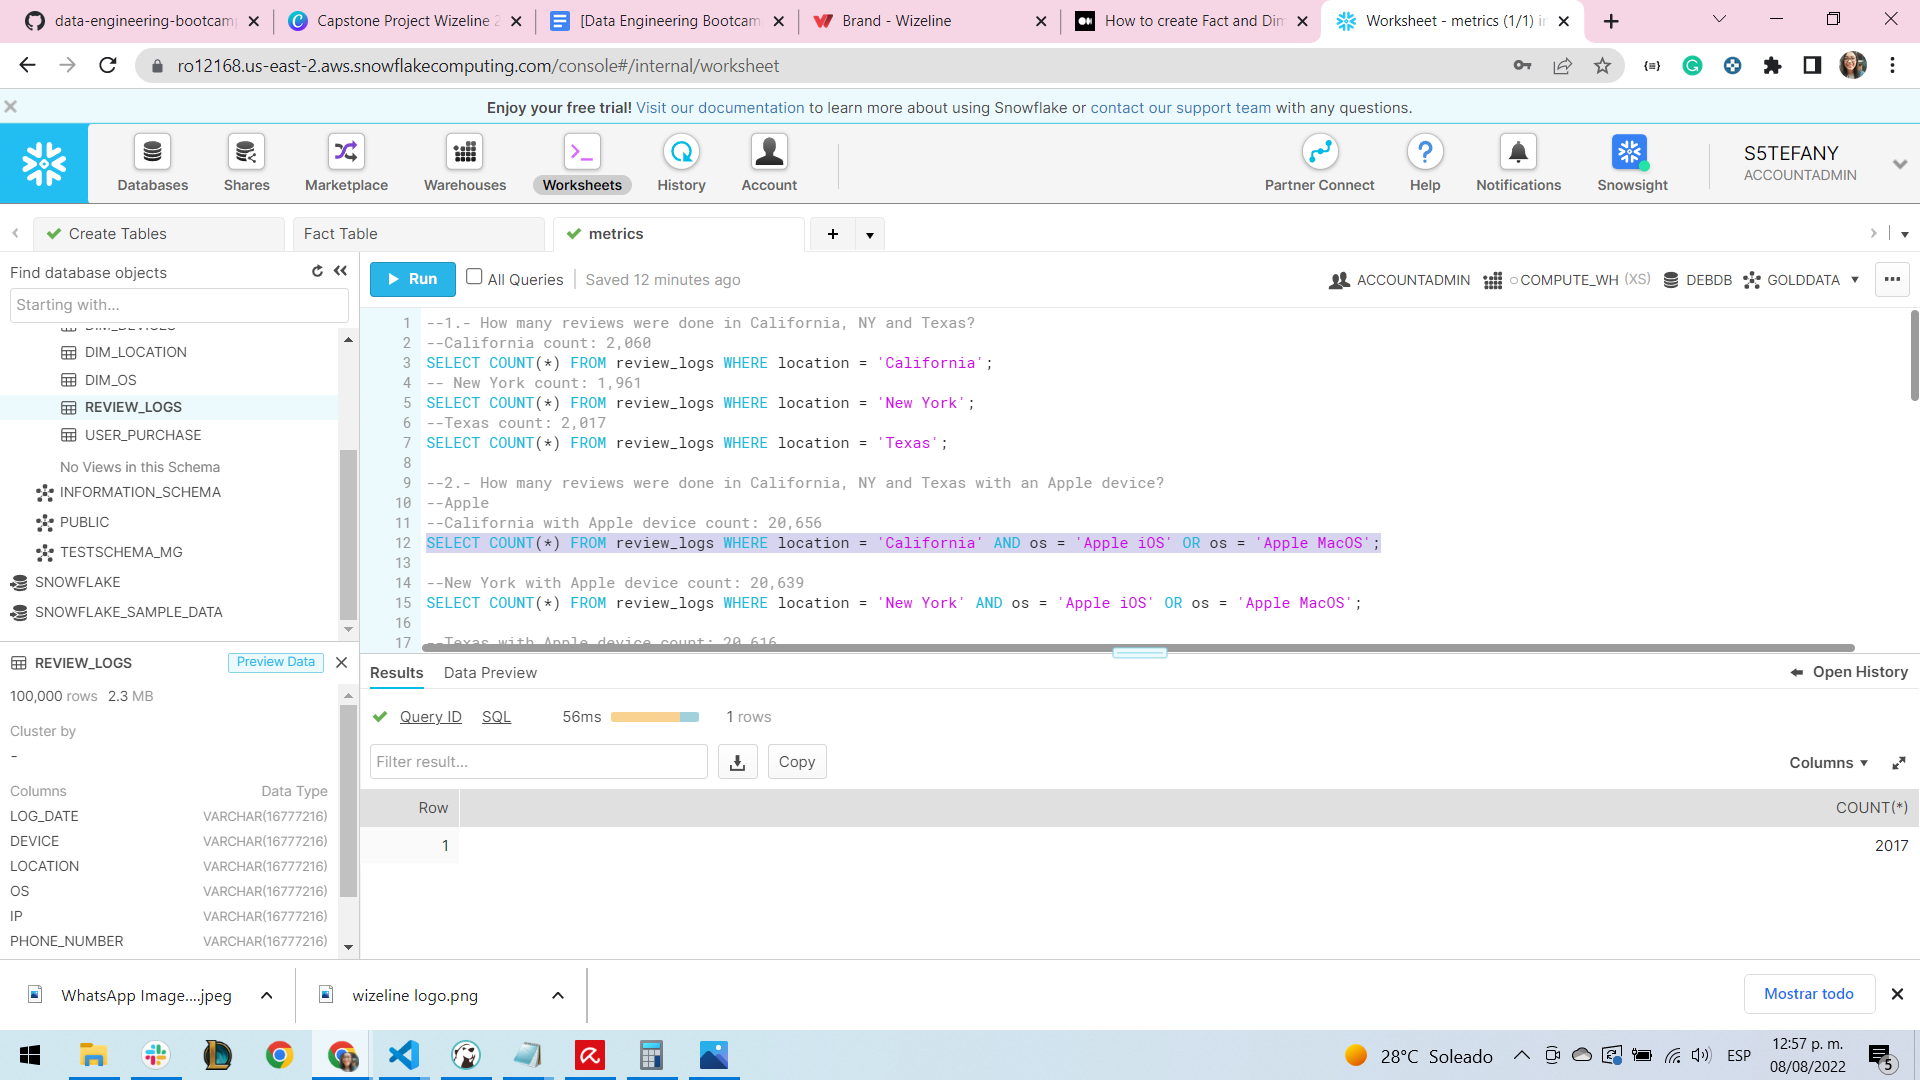 data-engineering-bootcam
Capstone Project Wizeline 2
[Data Engineering Bootcam
Brand - Wizeline
How to create Fact and Dim
Worksheet - metrics (1/1) in
ro12168.us-east-2.aws.snowflakecomputing.com/console#/internal/worksheet
Enjoy your free trial! Visit our documentation to learn more about using Snowflake or contact our support team with any questions.
Databases
Shares
Marketplace
Warehouses
Worksheets
History
Account
Partner Connect
Help
Notifications
Snowsight
S5TEFANY
ACCOUNTADMIN
Create Tables
Fact Table
metrics
Find database objects
Starting with...
DIM_DEVICES
DIM_LOCATION
DIM_OS
REVIEW_LOGS
USER_PURCHASE
No Views in this Schema
INFORMATION_SCHEMA
PUBLIC
TESTSCHEMA_MG
SNOWFLAKE
SNOWFLAKE_SAMPLE_DATA
REVIEW_LOGS
Preview Data
100,000 rows 2.3 MB
Cluster by
-
Columns Data Type
LOG_DATE VARCHAR(16777216)
DEVICE VARCHAR(16777216)
LOCATION VARCHAR(16777216)
OS VARCHAR(16777216)
IP VARCHAR(16777216)
PHONE_NUMBER VARCHAR(16777216)
Run
All Queries
Saved 12 minutes ago
ACCOUNTADMIN
COMPUTE_WH (XS)
DEBDB
GOLDDATA
1 --1.- How many reviews were done in California, NY and Texas?
2 --California count: 2,060
3 SELECT COUNT(*) FROM review_logs WHERE location = 'California';
4 -- New York count: 1,961
5 SELECT COUNT(*) FROM review_logs WHERE location = 'New York';
6 --Texas count: 2,017
7 SELECT COUNT(*) FROM review_logs WHERE location = 'Texas';
8
9 --2.- How many reviews were done in California, NY and Texas with an Apple device?
10 --Apple
11 --California with Apple device count: 20,656
12 SELECT COUNT(*) FROM review_logs WHERE location = 'California' AND os = 'Apple iOS' OR os = 'Apple MacOS';
13
14 --New York with Apple device count: 20,639
15 SELECT COUNT(*) FROM review_logs WHERE location = 'New York' AND os = 'Apple iOS' OR os = 'Apple MacOS';
16
17 --Texas with Apple device count: 20,616
Results
Data Preview
Open History
Query ID
SQL
56ms
1 rows
Filter result...
Copy
Columns
Row COUNT(*)
1 2017
WhatsApp Image....jpeg
wizeline logo.png
Mostrar todo
28°C Soleado
ESP
12:57 p. m.
08/08/2022
5